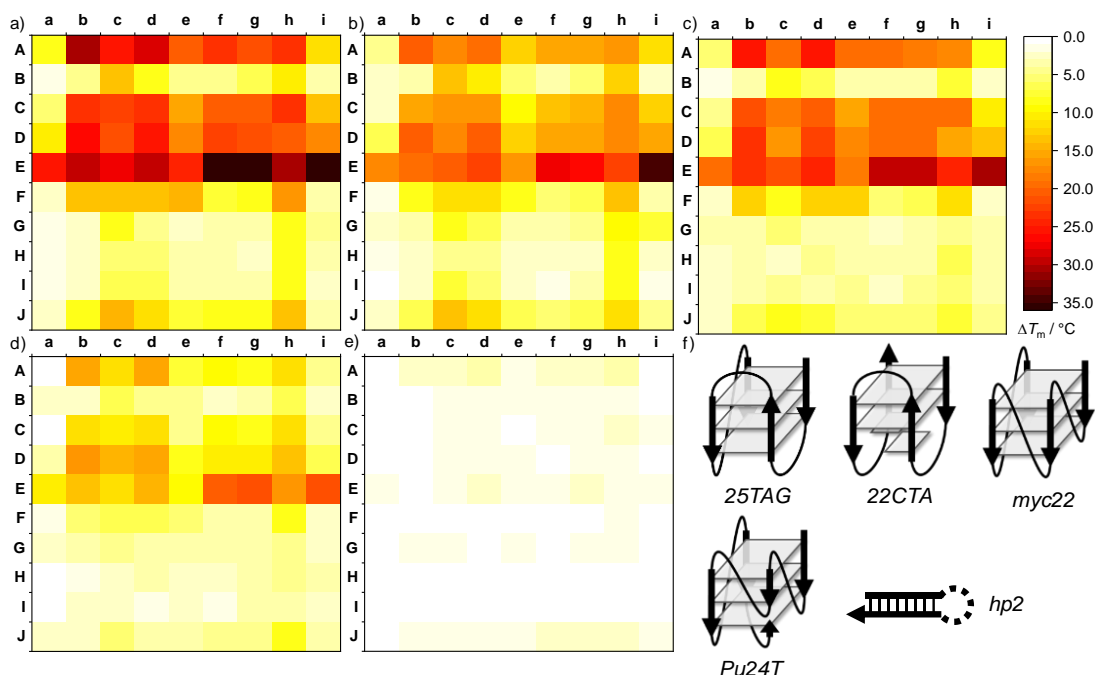 a) a b c d e f g h i
A
B
C
D
E
F
G
H
I
J
b) a b c d e f g h i
A
B
C
D
E
F
G
H
I
J
c) a b c d e f g h i
A
B
C
D
E
F
G
H
I
J
0.0
5.0
10.0
15.0
20.0
25.0
30.0
35.0
ΔTm / °C
d) a b c d e f g h i
A
B
C
D
E
F
G
H
I
J
e) a b c d e f g h i
A
B
C
D
E
F
G
H
I
J
f)
25TAG 22CTA myc22
Pu24T hp2